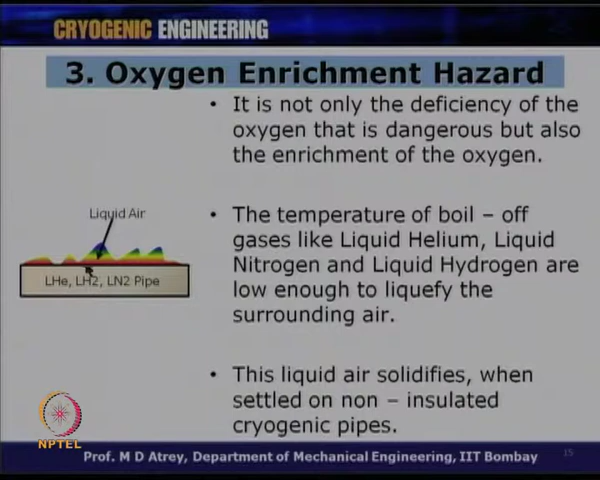 CRYOGENIC ENGINEERING
3. Oxygen Enrichment Hazard
• It is not only the deficiency of the
oxygen that is dangerous but also
the enrichment of the oxygen.
Liquid Air
LHe, LH2, LN2 Pipe
• The temperature of boil – off
gases like Liquid Helium, Liquid
Nitrogen and Liquid Hydrogen are
low enough to liquefy the
surrounding air.
• This liquid air solidifies, when
settled on non – insulated
cryogenic pipes.
NPTEL
Prof. M D Atrey, Department of Mechanical Engineering, IIT Bombay
15